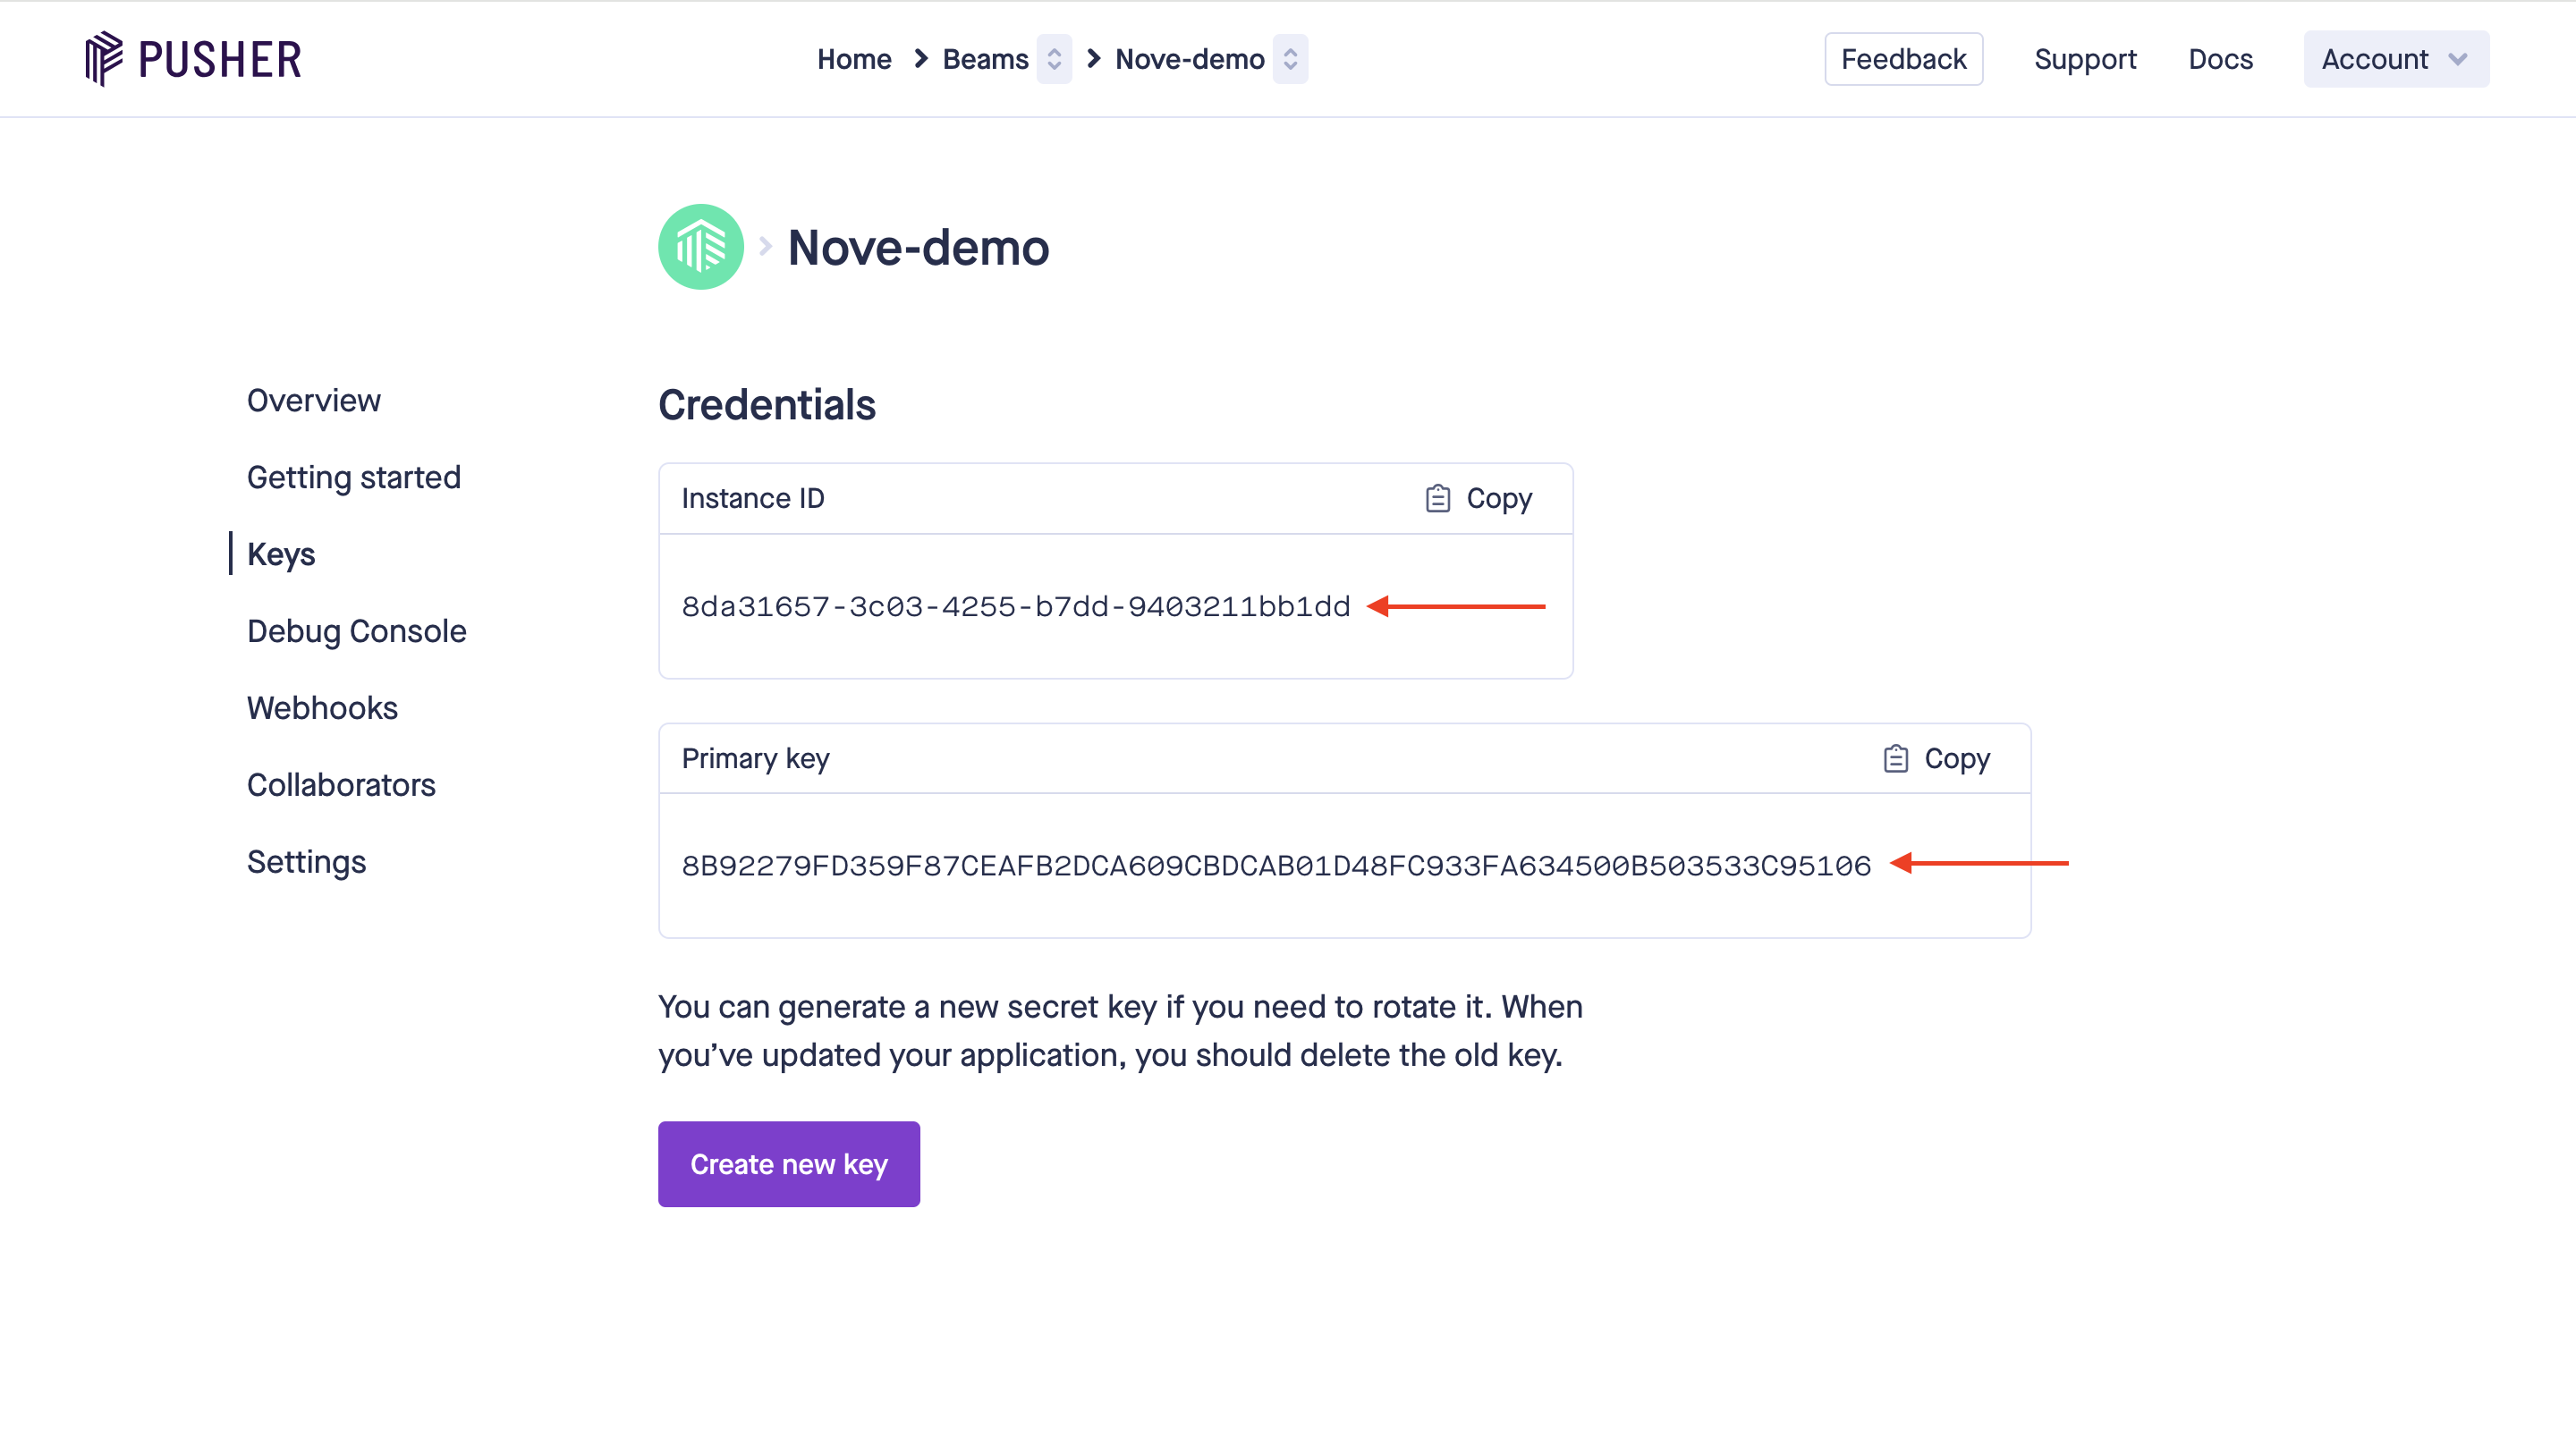 PUSHER
Home > Beams > Nove-demo
Feedback
Support
Docs
Account
Nove-demo
Overview
Getting started
Keys
Debug Console
Webhooks
Collaborators
Settings
Credentials
Instance ID
Copy
8da31657-3c03-4255-b7dd-9403211bb1dd
Primary key
Copy
8B92279FD359F87CEAFB2DCA609CBDCAB01D48FC933FA634500B503533C95106
You can generate a new secret key if you need to rotate it. When
you’ve updated your application, you should delete the old key.
Create new key